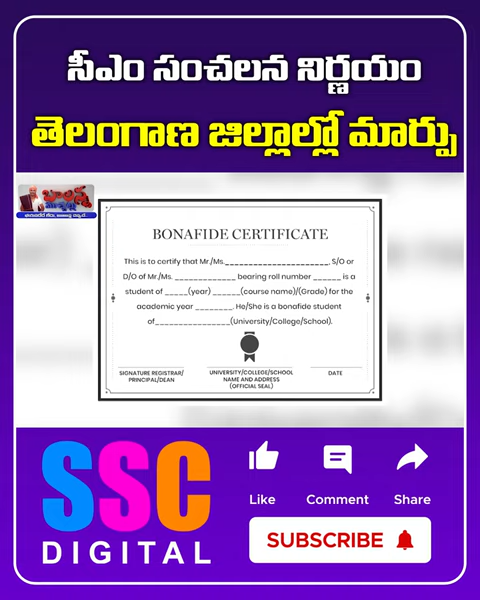 సీఎం సంచలన నిర్ణయం
తెలంగాణ జిల్లాల్లో మార్పు
BONAFIDE CERTIFICATE
This is to certify that Mr./Ms.______________________, S/O or
D/O of Mr./Ms. _____________ bearing roll number ______ is a
student of _____(year) ______(course name)/(Grade) for the
academic year ________. He/She is a bonafide student
of________________(University/College/School).
SIGNATURE REGISTRAR/
PRINCIPAL/DEAN
UNIVERSITY/COLLEGE/SCHOOL
NAME AND ADDRESS
(OFFICIAL SEAL)
DATE
SSC
DIGITAL
Like
Comment
Share
SUBSCRIBE